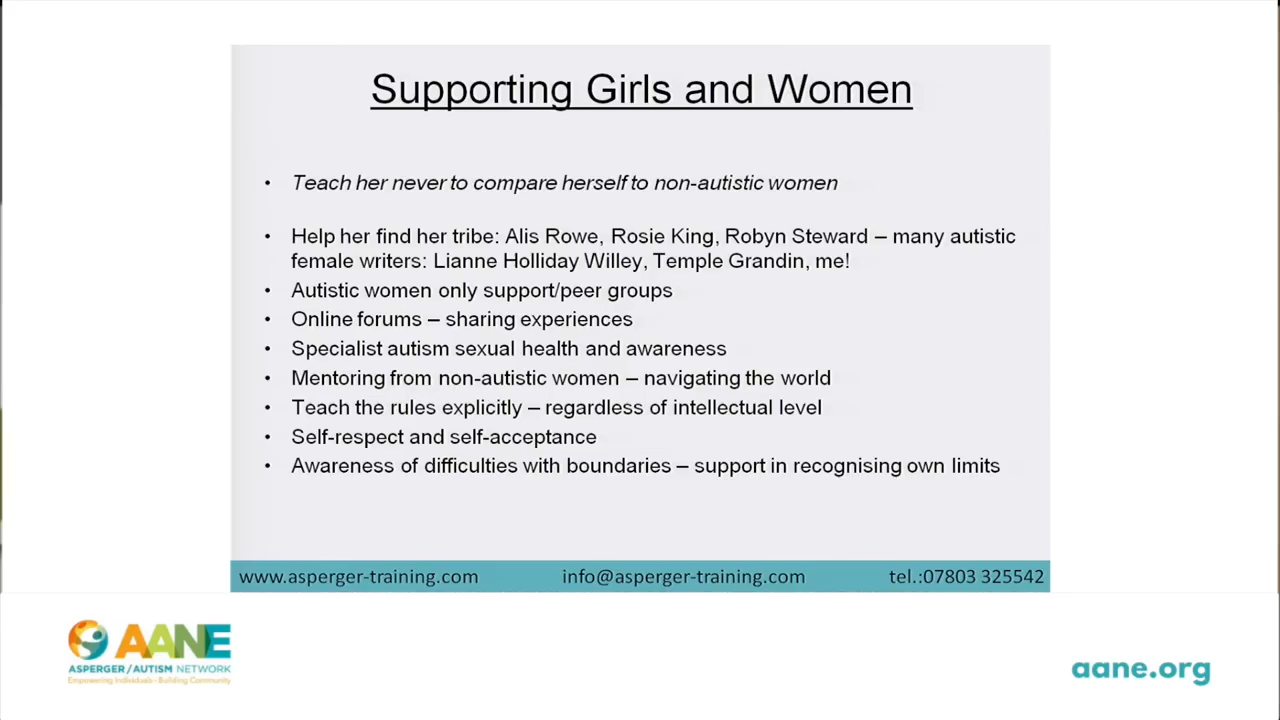 Supporting Girls and Women
• Teach her never to compare herself to non-autistic women
• Help her find her tribe: Alis Rowe, Rosie King, Robyn Steward – many autistic
female writers: Lianne Holliday Willey, Temple Grandin, me!
• Autistic women only support/peer groups
• Online forums – sharing experiences
• Specialist autism sexual health and awareness
• Mentoring from non-autistic women – navigating the world
• Teach the rules explicitly – regardless of intellectual level
• Self-respect and self-acceptance
• Awareness of difficulties with boundaries – support in recognising own limits
www.asperger-training.com info@asperger-training.com tel.:07803 325542
AANE
ASPERGER/AUTISM NETWORK
Empowering Individuals - Building Community
aane.org